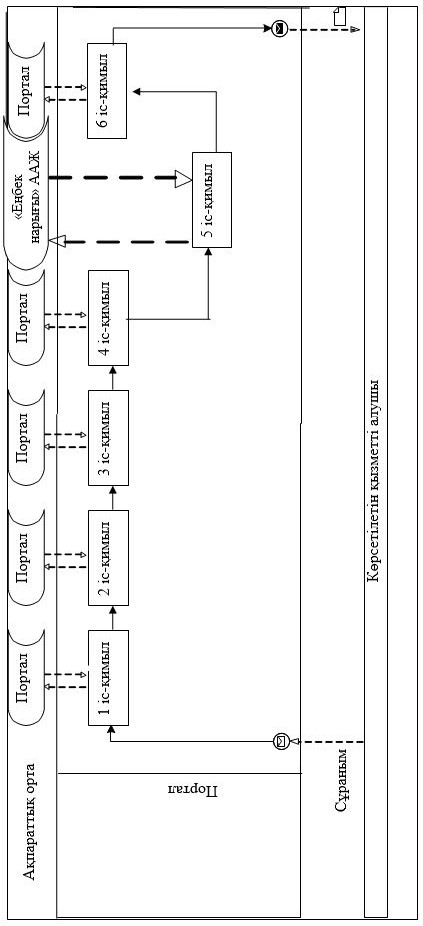 Ақпараттық орта
Портал
Портал
Портал
Портал
«Еңбек
нарығы» ААЖ
Портал
Портал
1 іс-қимыл
2 іс-қимыл
3 іс-қимыл
4 іс-қимыл
5 іс-қимыл
6 іс-қимыл
Сұраным
Көрсетілетін қызметті алушы